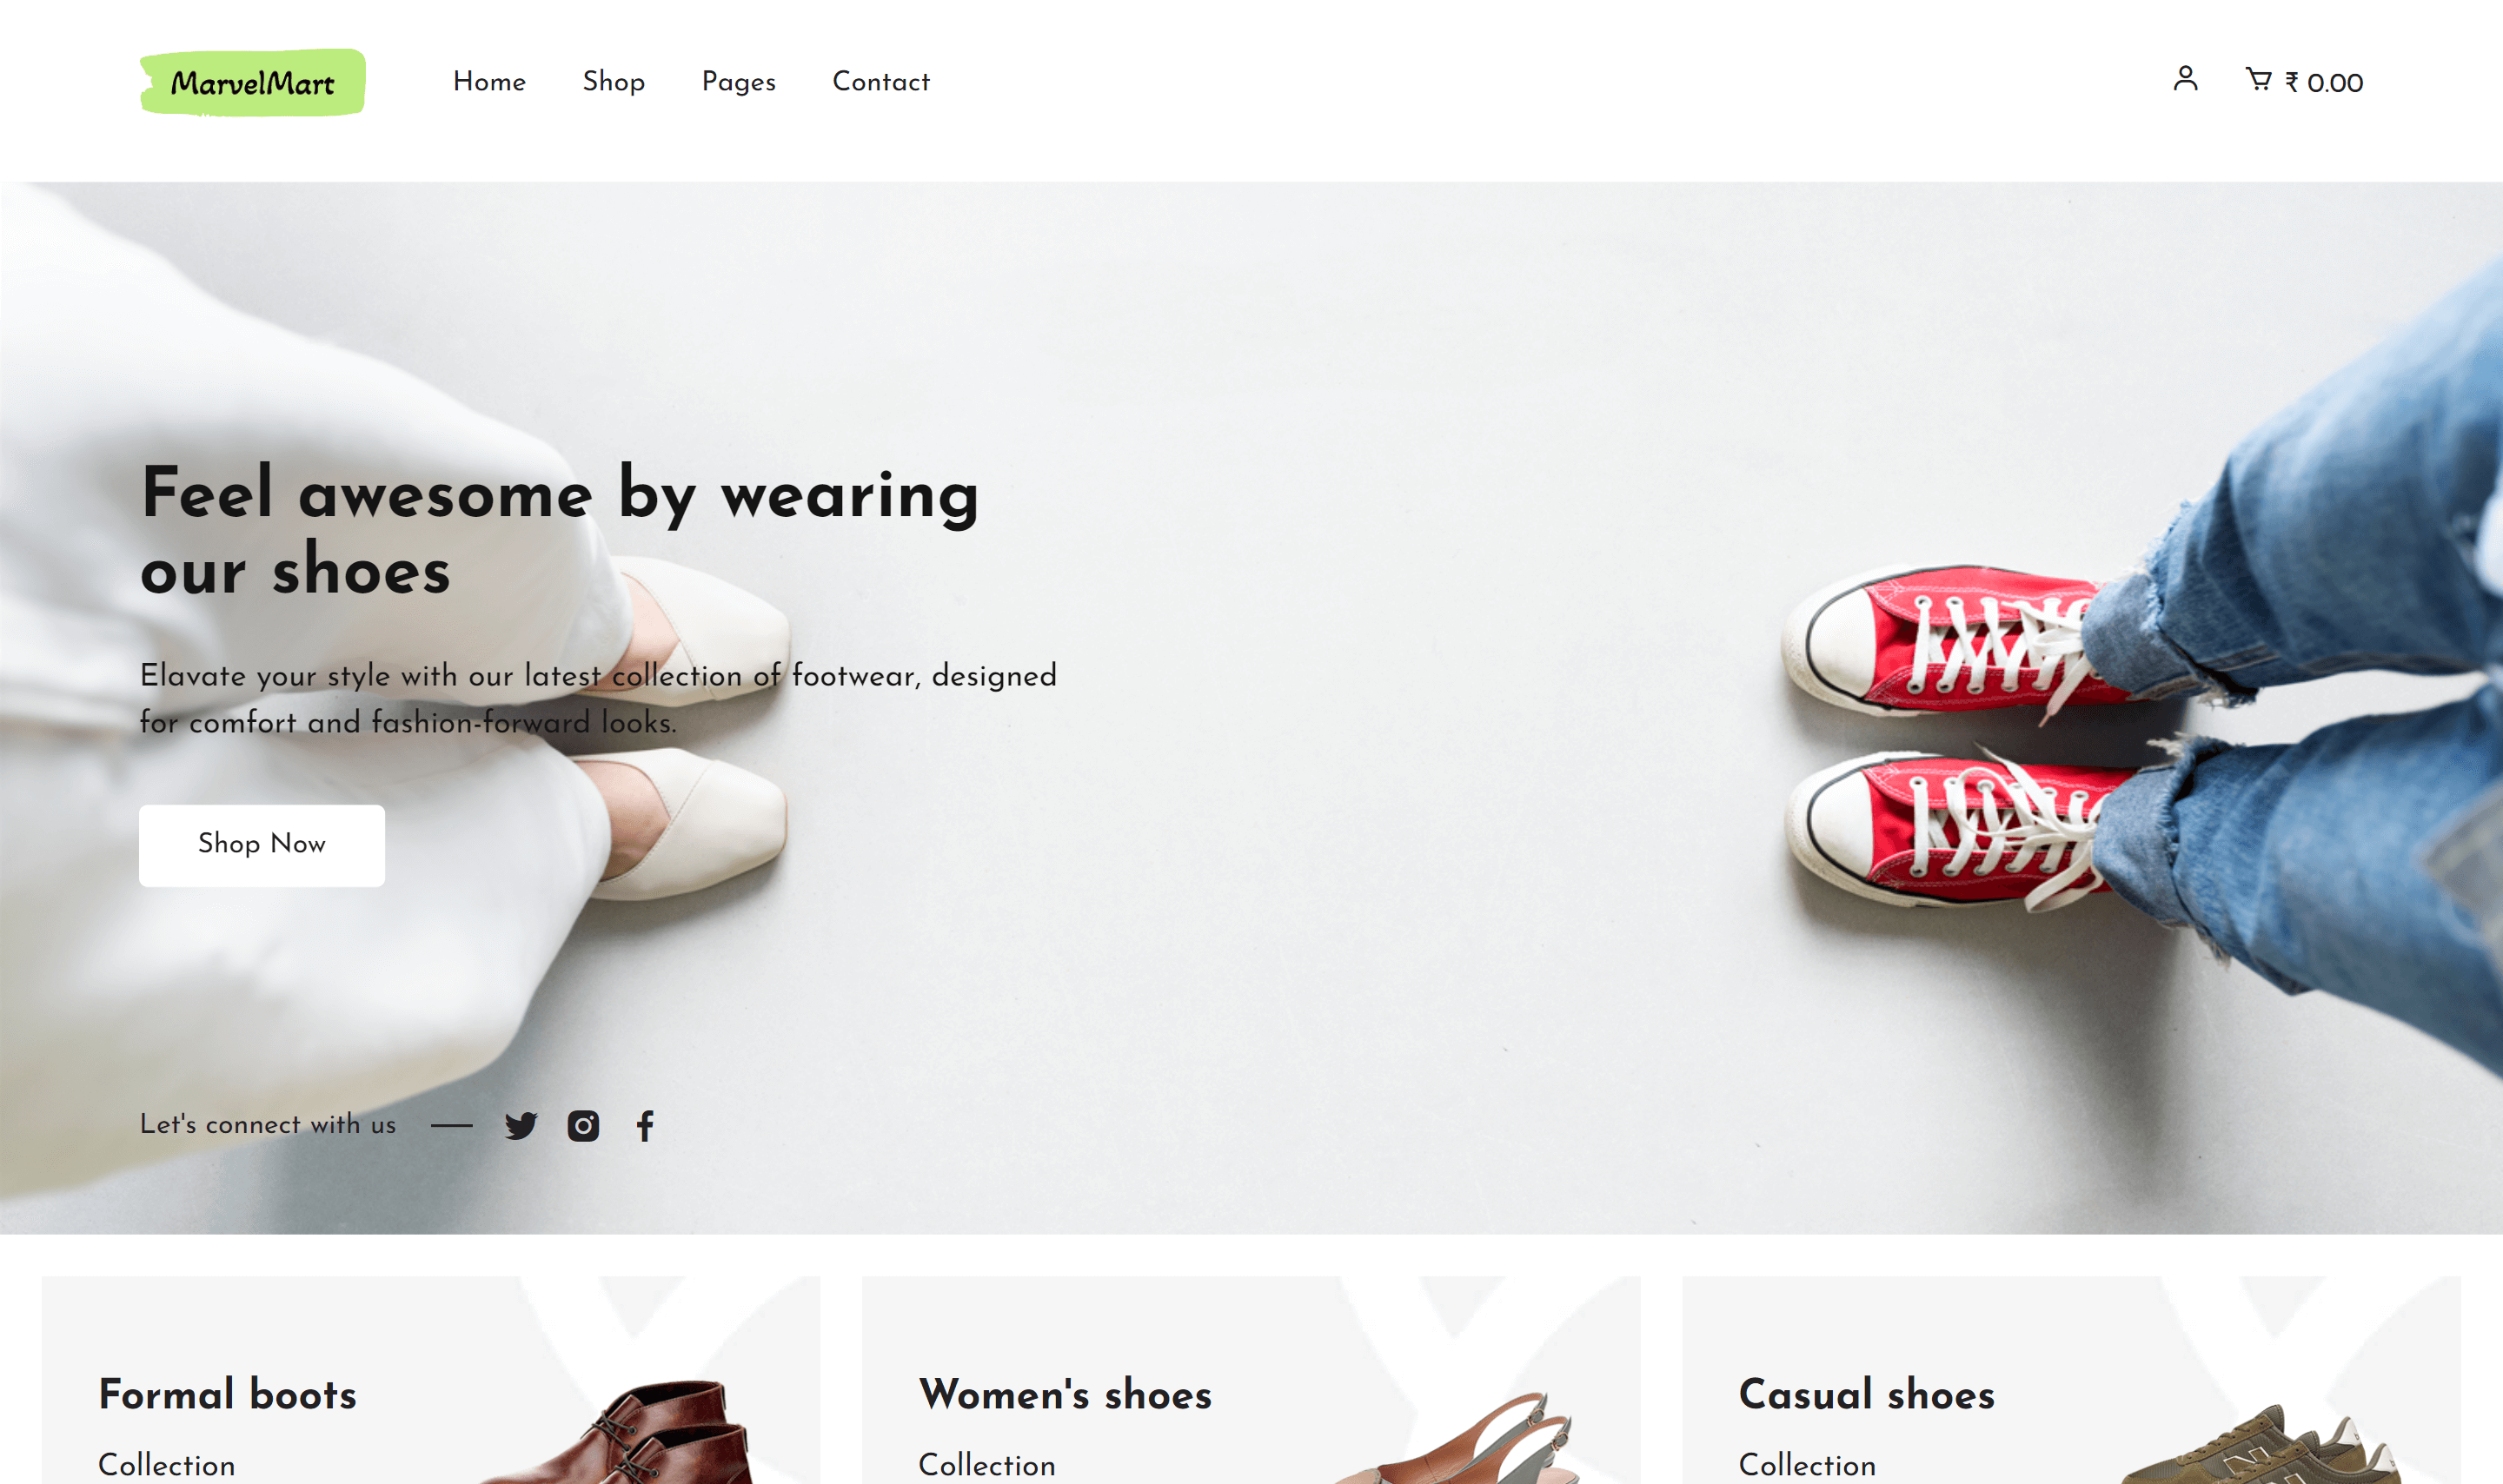 MarvelMart
Home
Shop
Pages
Contact
₹ 0.00
Feel awesome by wearing
our shoes
Elavate your style with our latest collection of footwear, designed
for comfort and fashion-forward looks.
Shop Now
Let's connect with us
Formal boots
Collection
Women's shoes
Collection
Casual shoes
Collection